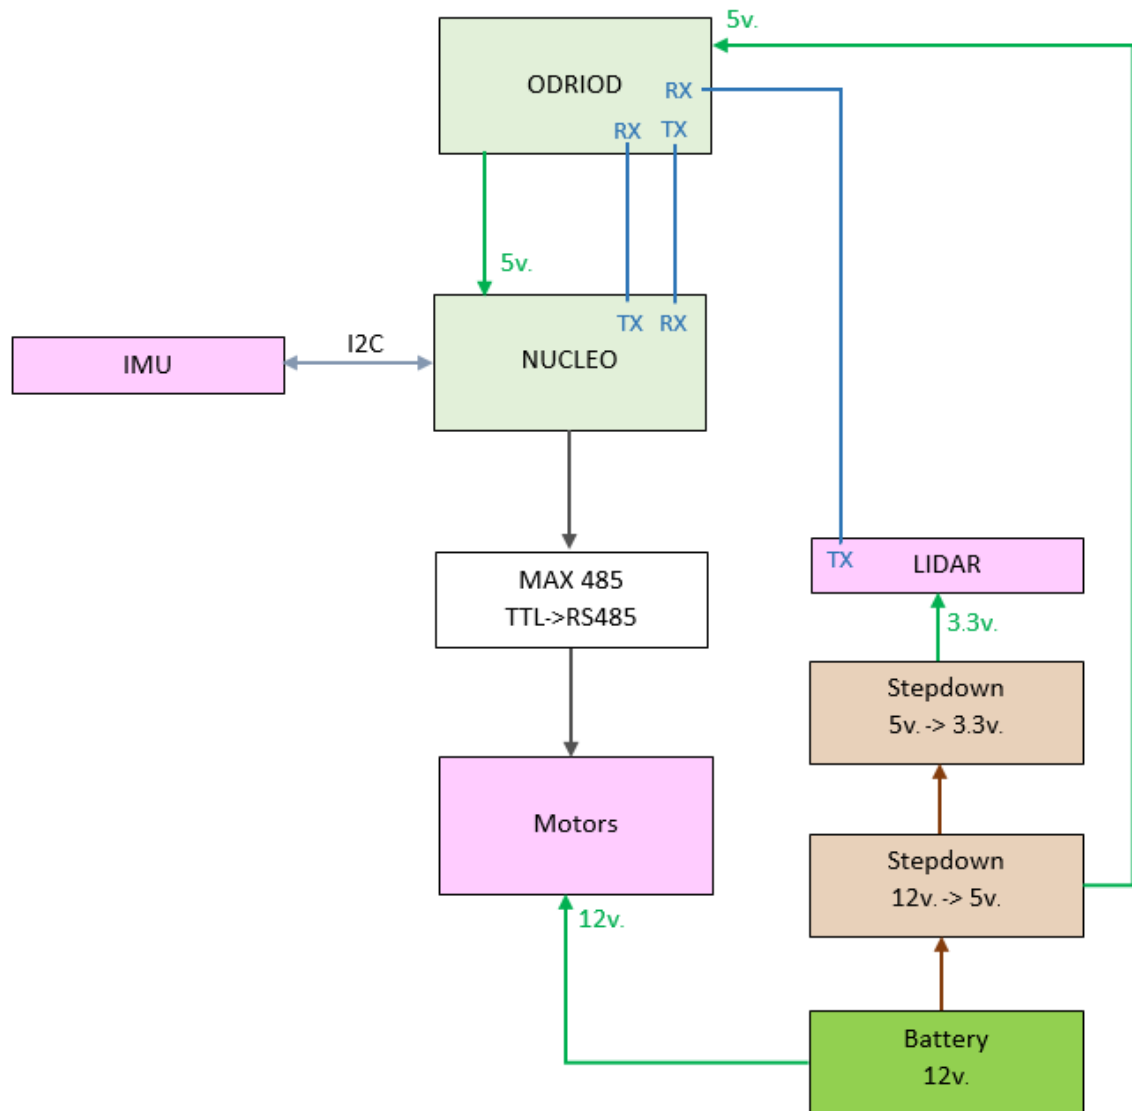 5v.
ODRIOD
RX
RX TX
5v.
TX RX
I2C
IMU
NUCLEO
MAX 485
TTL->RS485
TX
LIDAR
3.3v.
Stepdown
5v. -> 3.3v.
Motors
Stepdown
12v. -> 5v.
12v.
Battery
12v.